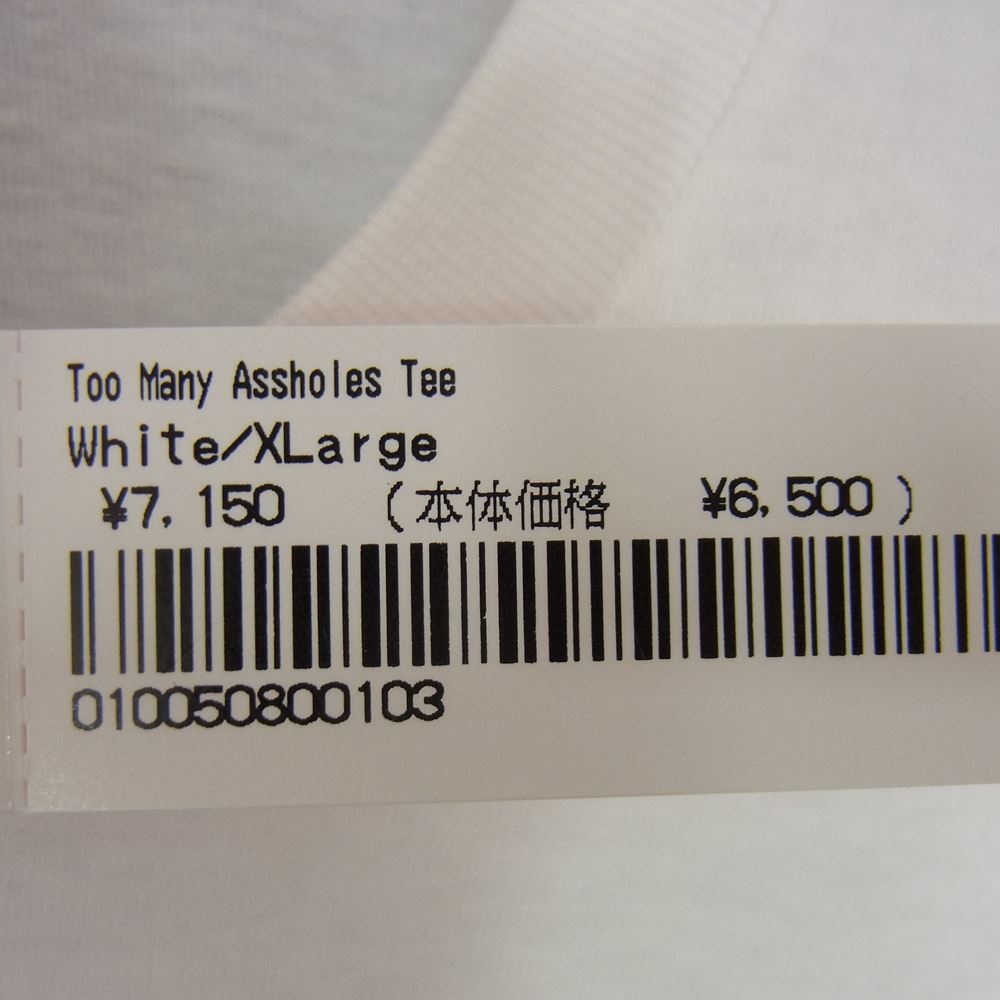 Too Many Assholes Tee
White/XLarge
¥7,150 (本体価格 ¥6,500)
010050800103